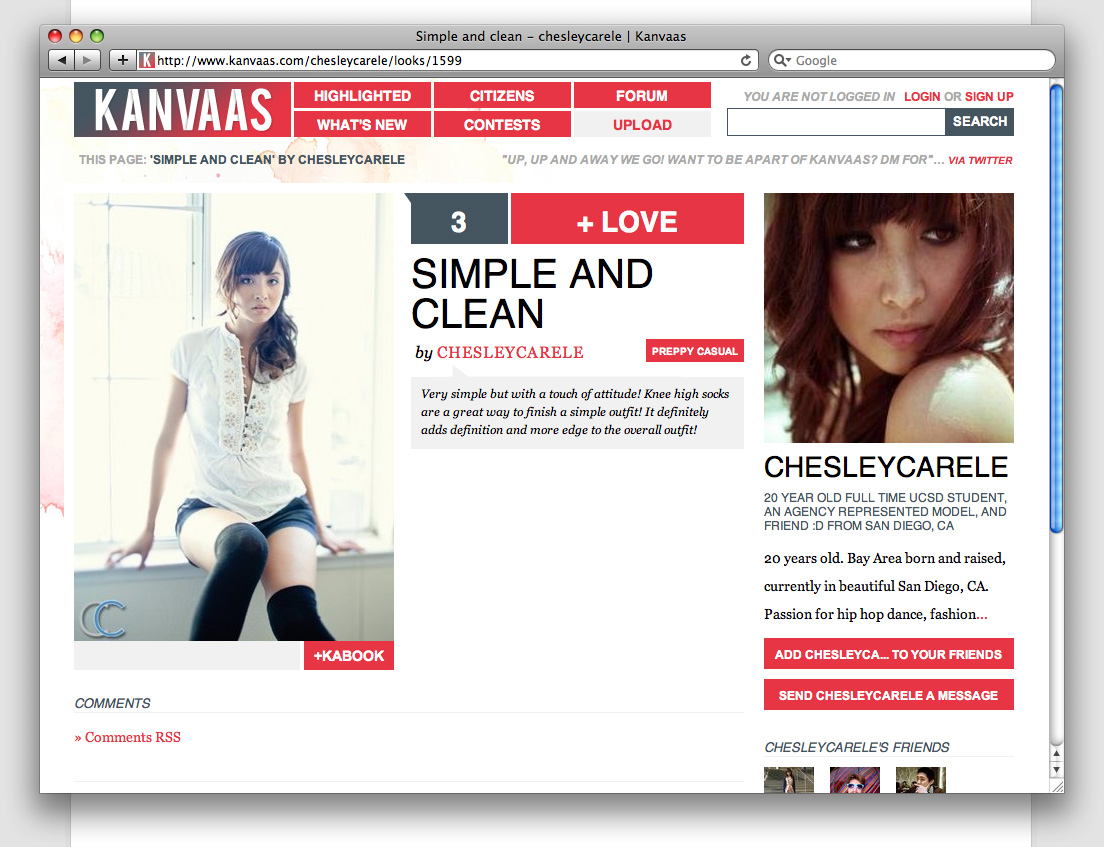 Simple and clean – chesleycarele | Kanvaas
K http://www.kanvaas.com/chesleycarele/looks/1599
Google
KANVAAS
HIGHLIGHTED
CITIZENS
FORUM
WHAT'S NEW
CONTESTS
UPLOAD
YOU ARE NOT LOGGED IN LOGIN OR SIGN UP
SEARCH
THIS PAGE: 'SIMPLE AND CLEAN' BY CHESLEYCARELE
"UP, UP AND AWAY WE GO! WANT TO BE APART OF KANVAAS? DM FOR"... VIA TWITTER
3
+ LOVE
SIMPLE AND
CLEAN
by CHESLEYCARELE
PREPPY CASUAL
Very simple but with a touch of attitude! Knee high socks
are a great way to finish a simple outfit! It definitely
adds definition and more edge to the overall outfit!
CC
+KABOOK
COMMENTS
» Comments RSS
CHESLEYCARELE
20 YEAR OLD FULL TIME UCSD STUDENT,
AN AGENCY REPRESENTED MODEL, AND
FRIEND :D FROM SAN DIEGO, CA
20 years old. Bay Area born and raised,
currently in beautiful San Diego, CA.
Passion for hip hop dance, fashion...
ADD CHESLEYCA... TO YOUR FRIENDS
SEND CHESLEYCARELE A MESSAGE
CHESLEYCARELE'S FRIENDS